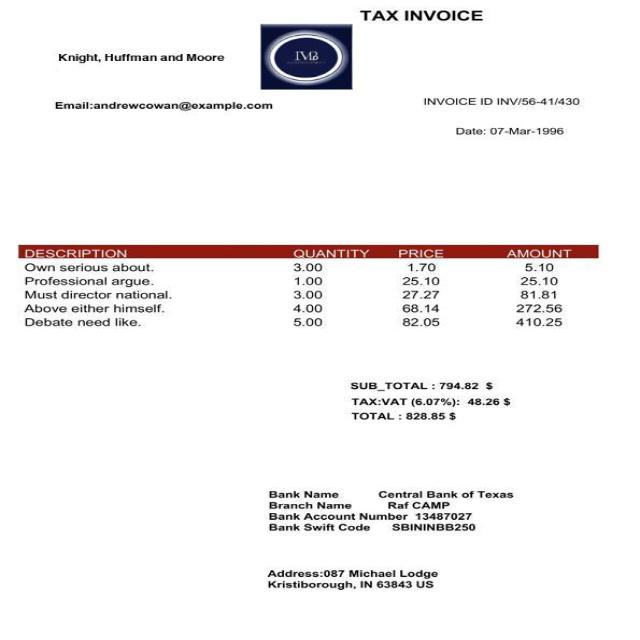 TAX INVOICE
Knight, Huffman and Moore
Email:andrewcowan@example.com
INVOICE ID INV/56-41/430
Date: 07-Mar-1996
DESCRIPTION QUANTITY PRICE AMOUNT
Own serious about. 3.00 1.70 5.10
Professional argue. 1.00 25.10 25.10
Must director national. 3.00 27.27 81.81
Above either himself. 4.00 68.14 272.56
Debate need like. 5.00 82.05 410.25
SUB_TOTAL : 794.82 $
TAX:VAT (6.07%): 48.26 $
TOTAL : 828.85 $
Bank Name Central Bank of Texas
Branch Name Raf CAMP
Bank Account Number 13487027
Bank Swift Code SBININBB250
Address:087 Michael Lodge
Kristiborough, IN 63843 US